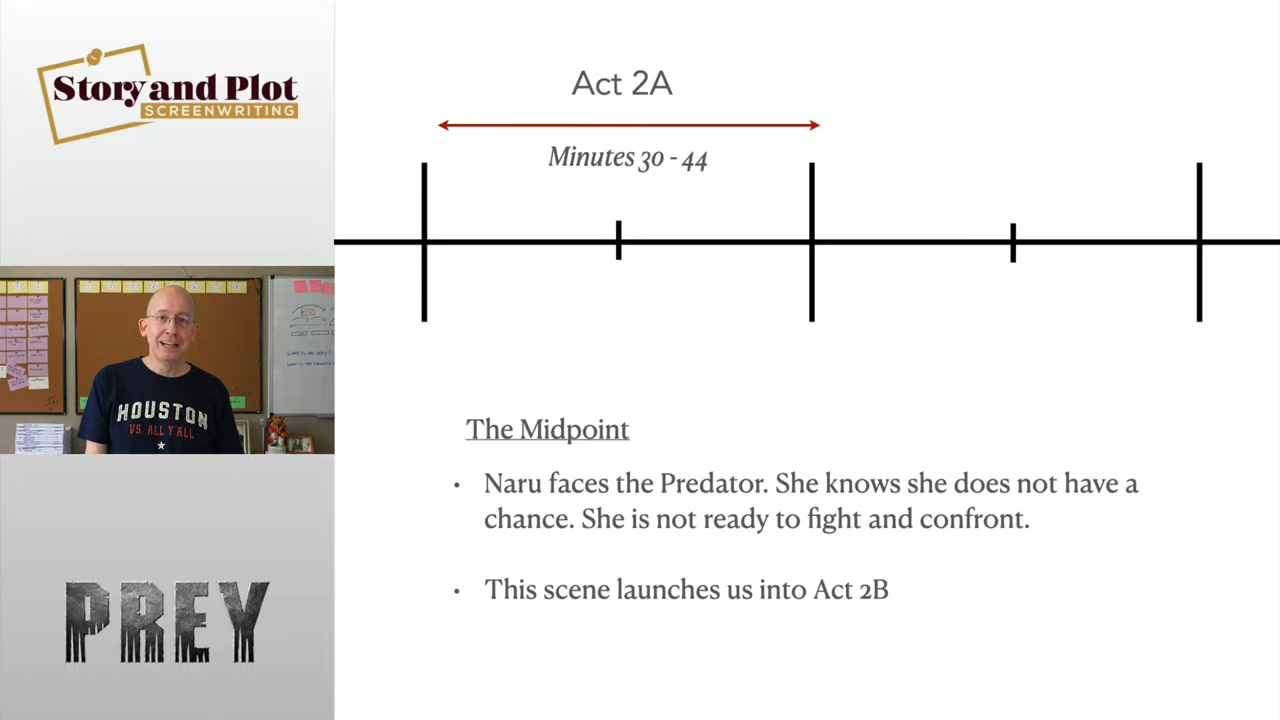 Story and Plot
SCREENWRITING
Act 2A
Minutes 30 - 44
HOUSTON
VS. ALL Y'ALL
The Midpoint
• Naru faces the Predator. She knows she does not have a
chance. She is not ready to fight and confront.
• This scene launches us into Act 2B
PREY